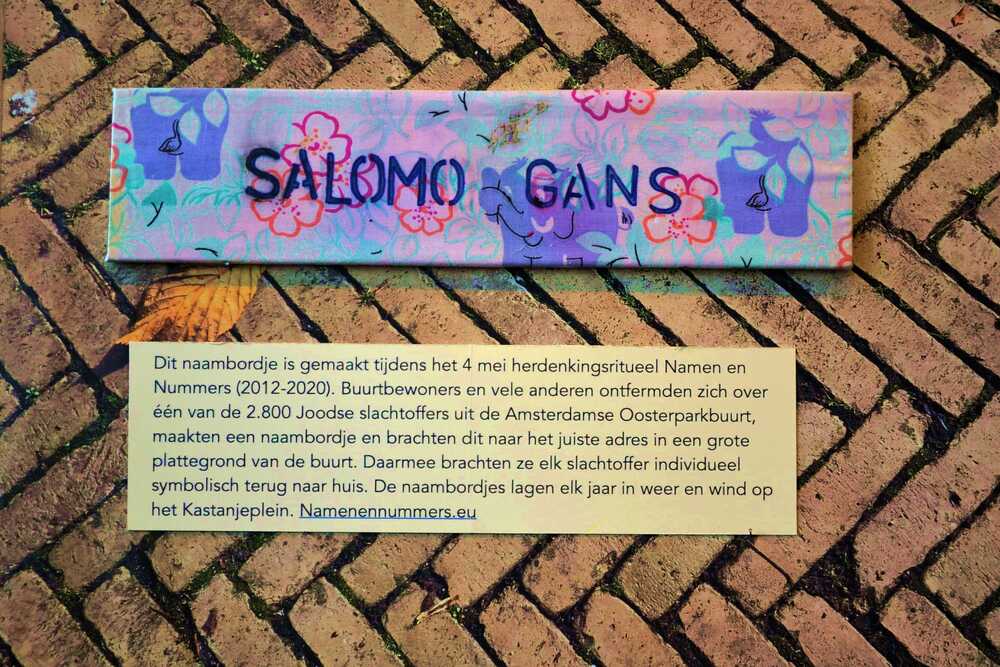 SALOMO GANS
Dit naambordje is gemaakt tijdens het 4 mei herdenkingsritueel Namen en
Nummers (2012-2020). Buurtbewoners en vele anderen ontfermden zich over
één van de 2.800 Joodse slachtoffers uit de Amsterdamse Oosterparkbuurt,
maakten een naambordje en brachten dit naar het juiste adres in een grote
plattegrond van de buurt. Daarmee brachten ze elk slachtoffer individueel
symbolisch terug naar huis. De naambordjes lagen elk jaar in weer en wind op
het Kastanjeplein. Namenennummers.eu